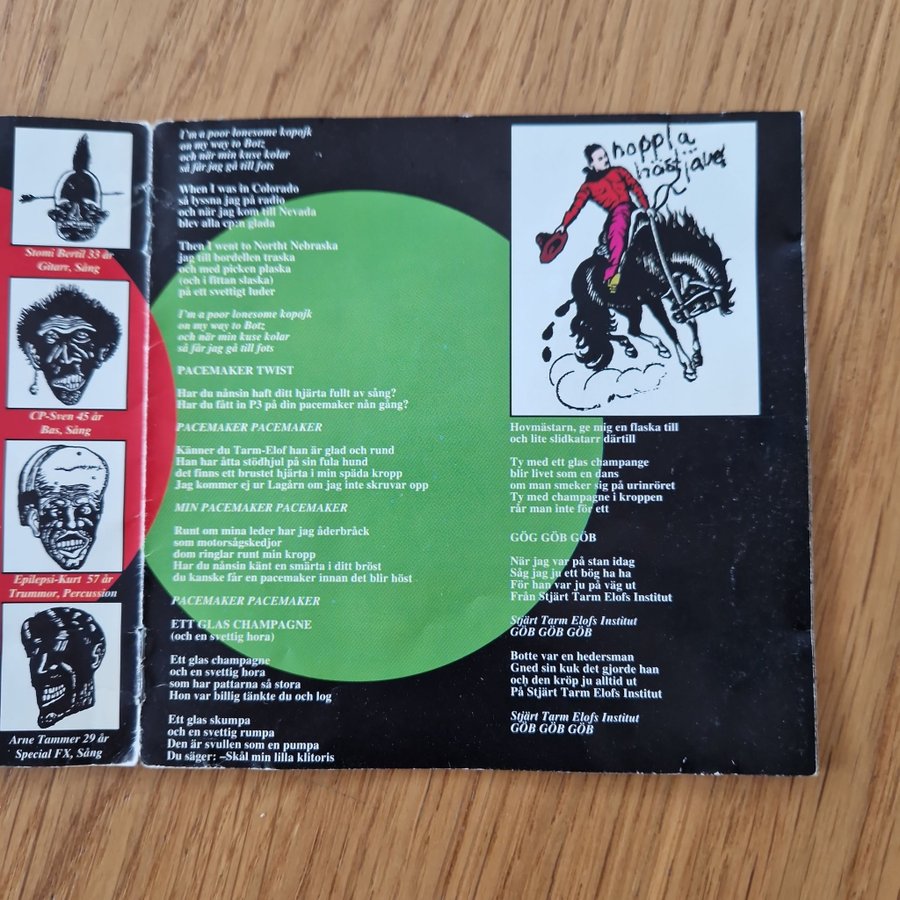 Stomi Bertil 33 år
Gitarr, Sång
CP-Sven 45 år
Bas, Sång
Epilepsi-Kurt 57 år
Trummor, Percussion
Arne Tammer 29 år
Special FX, Sång
I'm a poor lonesome kopojk
on my way to Botz
och när min kuse kolar
så får jag gå till fots
When I was in Colorado
så lyssna jag på radio
och när jag kom till Nevada
blev alla cp:n glada
Then I went to Northt Nebraska
jag till bordellen traska
och med picken plaska
(och i fittan slaska)
på ett svettigt luder
I'm a poor lonesome kopojk
on my way to Botz
och när min kuse kolar
så får jag gå till fots
PACEMAKER TWIST
Har du nånsin haft ditt hjärta fullt av sång?
Har du fått in P3 på din pacemaker nån gång?
PACEMAKER PACEMAKER
Känner du Tarm-Elof han är glad och rund
Han har åtta stödhjul på sin fula hund
det finns ett brustet hjärta i min späda kropp
Jag kommer ej ur Lagårn om jag inte skruvar opp
MIN PACEMAKER PACEMAKER
Runt om mina leder har jag åderbråck
som motorsågskedjor
dom ringlar runt min kropp
Har du nånsin känt en smärta i ditt bröst
du kanske får en pacemaker innan det blir höst
PACEMAKER PACEMAKER
ETT GLAS CHAMPAGNE
(och en svettig hora)
Ett glas champagne
och en svettig hora
som har pattarna så stora
Hon var billig tänkte du och log
Ett glas skumpa
och en svettig rumpa
Den är svullen som en pumpa
Du säger: –Skål min lilla klitoris
hoppla
hästjävel
Hovmästarn, ge mig en flaska till
och lite slidkatarr därtill
Ty med ett glas champange
blir livet som en dans
om man smeker sig på urinröret
Ty med champagne i kroppen
rår man inte för ett
GÖG GÖB GÖB
När jag var på stan idag
Såg jag ju ett bög ha ha
För han var ju på väg ut
Från Stjärt Tarm Elofs Institut
Stjärt Tarm Elofs Institut
GÖB GÖB GÖB
Botte var en hedersman
Gned sin kuk det gjorde han
och den kröp ju alltid ut
På Stjärt Tarm Elofs Institut
Stjärt Tarm Elofs Institut
GÖB GÖB GÖB